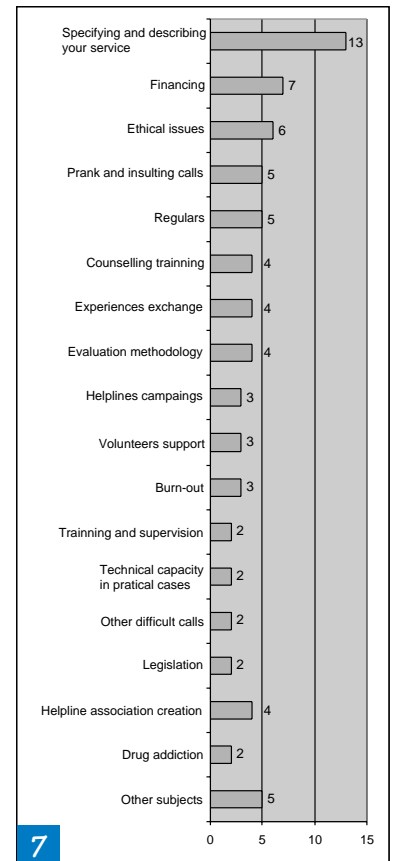 Specifying and describing
your service
13
Financing
7
Ethical issues
6
Prank and insulting calls
5
Regulars
5
Counselling trainning
4
Experiences exchange
4
Evaluation methodology
4
Helplines campaings
3
Volunteers support
3
Burn-out
3
Trainning and supervision
2
Technical capacity
in pratical cases
2
Other difficult calls
2
Legislation
2
Helpline association creation
4
Drug addiction
2
Other subjects
5
0 5 10 15
7